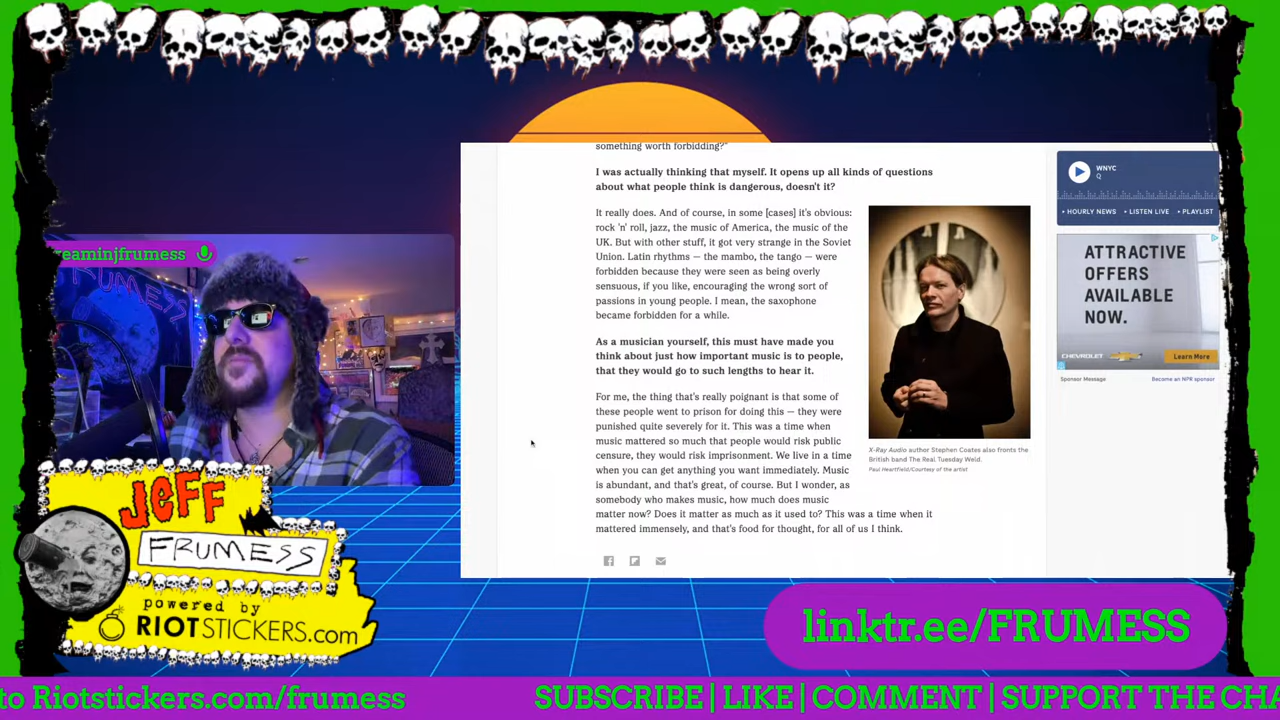 something worth forbidding?"
I was actually thinking that myself. It opens up all kinds of questions
about what people think is dangerous, doesn't it?
It really does. And of course, in some [cases] it's obvious:
rock 'n' roll, jazz, the music of America, the music of the
UK. But with other stuff, it got very strange in the Soviet
Union. Latin rhythms — the mambo, the tango — were
forbidden because they were seen as being overly
sensuous, if you like, encouraging the wrong sort of
passions in young people. I mean, the saxophone
became forbidden for a while.
As a musician yourself, this must have made you
think about just how important music is to people,
that they would go to such lengths to hear it.
For me, the thing that's really poignant is that some of
these people went to prison for doing this — they were
punished quite severely for it. This was a time when
music mattered so much that people would risk public
censure, they would risk imprisonment. We live in a time
when you can get anything you want immediately. Music
is abundant, and that's great, of course. But I wonder, as
somebody who makes music, how much does music
matter now? Does it matter as much as it used to? This was a time when it
mattered immensely, and that's food for thought, for all of us I think.
X-Ray Audio author Stephen Coates also fronts the
British band The Real Tuesday Weld.
Paul Heartfield/Courtesy of the artist
WNYC
Q
• HOURLY NEWS • LISTEN LIVE • PLAYLIST
ATTRACTIVE
OFFERS
AVAILABLE
NOW.
CHEVROLET
Learn More
Sponsor Message
Become an NPR sponsor
eaminjfrumess
FRUMESS
JEFF
FRUMESS
powered by
RIOTSTICKERS.com
linktr.ee/FRUMESS
to Riotstickers.com/frumess
SUBSCRIBE | LIKE | COMMENT | SUPPORT THE CHA